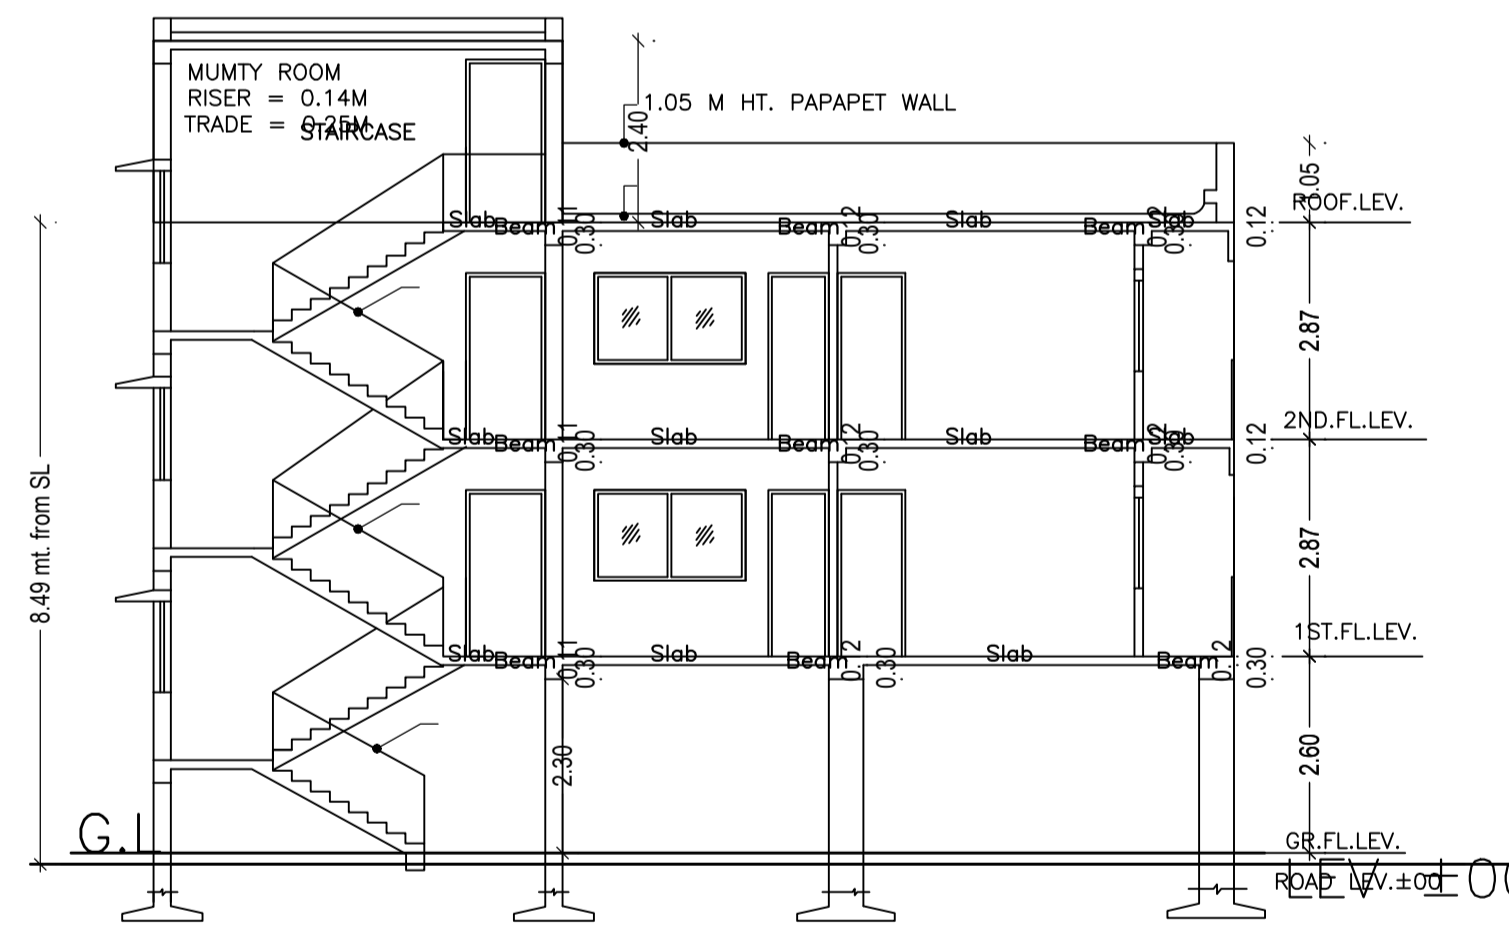 MUMTY ROOM
RISER = 0.14M
TRADE = 0.25M
STAIRCASE
1.05 M HT. PAPAPET WALL
2.40
1.05
ROOF.LEV.
Slab Beam 0.11 0.30 Slab Beam 0.12 0.30 Slab Beam Slab 0.12
2.87
2ND.FL.LEV.
Slab Beam 0.11 0.30 Slab Beam 0.12 0.30 Slab Beam Slab 0.12
8.49 mt. from SL
2.87
1ST.FL.LEV.
Slab Beam 0.11 0.30 Slab Beam 0.30 Slab Beam 0.30
2.30
2.60
G.L
GR.FL.LEV.
ROAD LEV.±00
LEV ±00